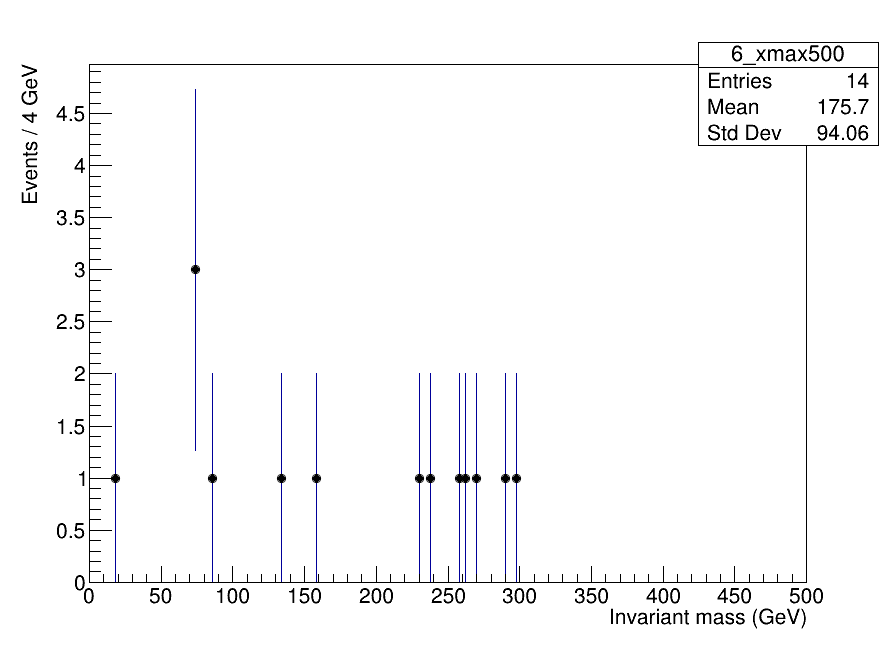 6_xmax500
Entries 14
Mean 175.7
Std Dev 94.06
Events / 4 GeV
4.5
4
3.5
3
2.5
2
1.5
1
0.5
0
0 50 100 150 200 250 300 350 400 450 500
Invariant mass (GeV)